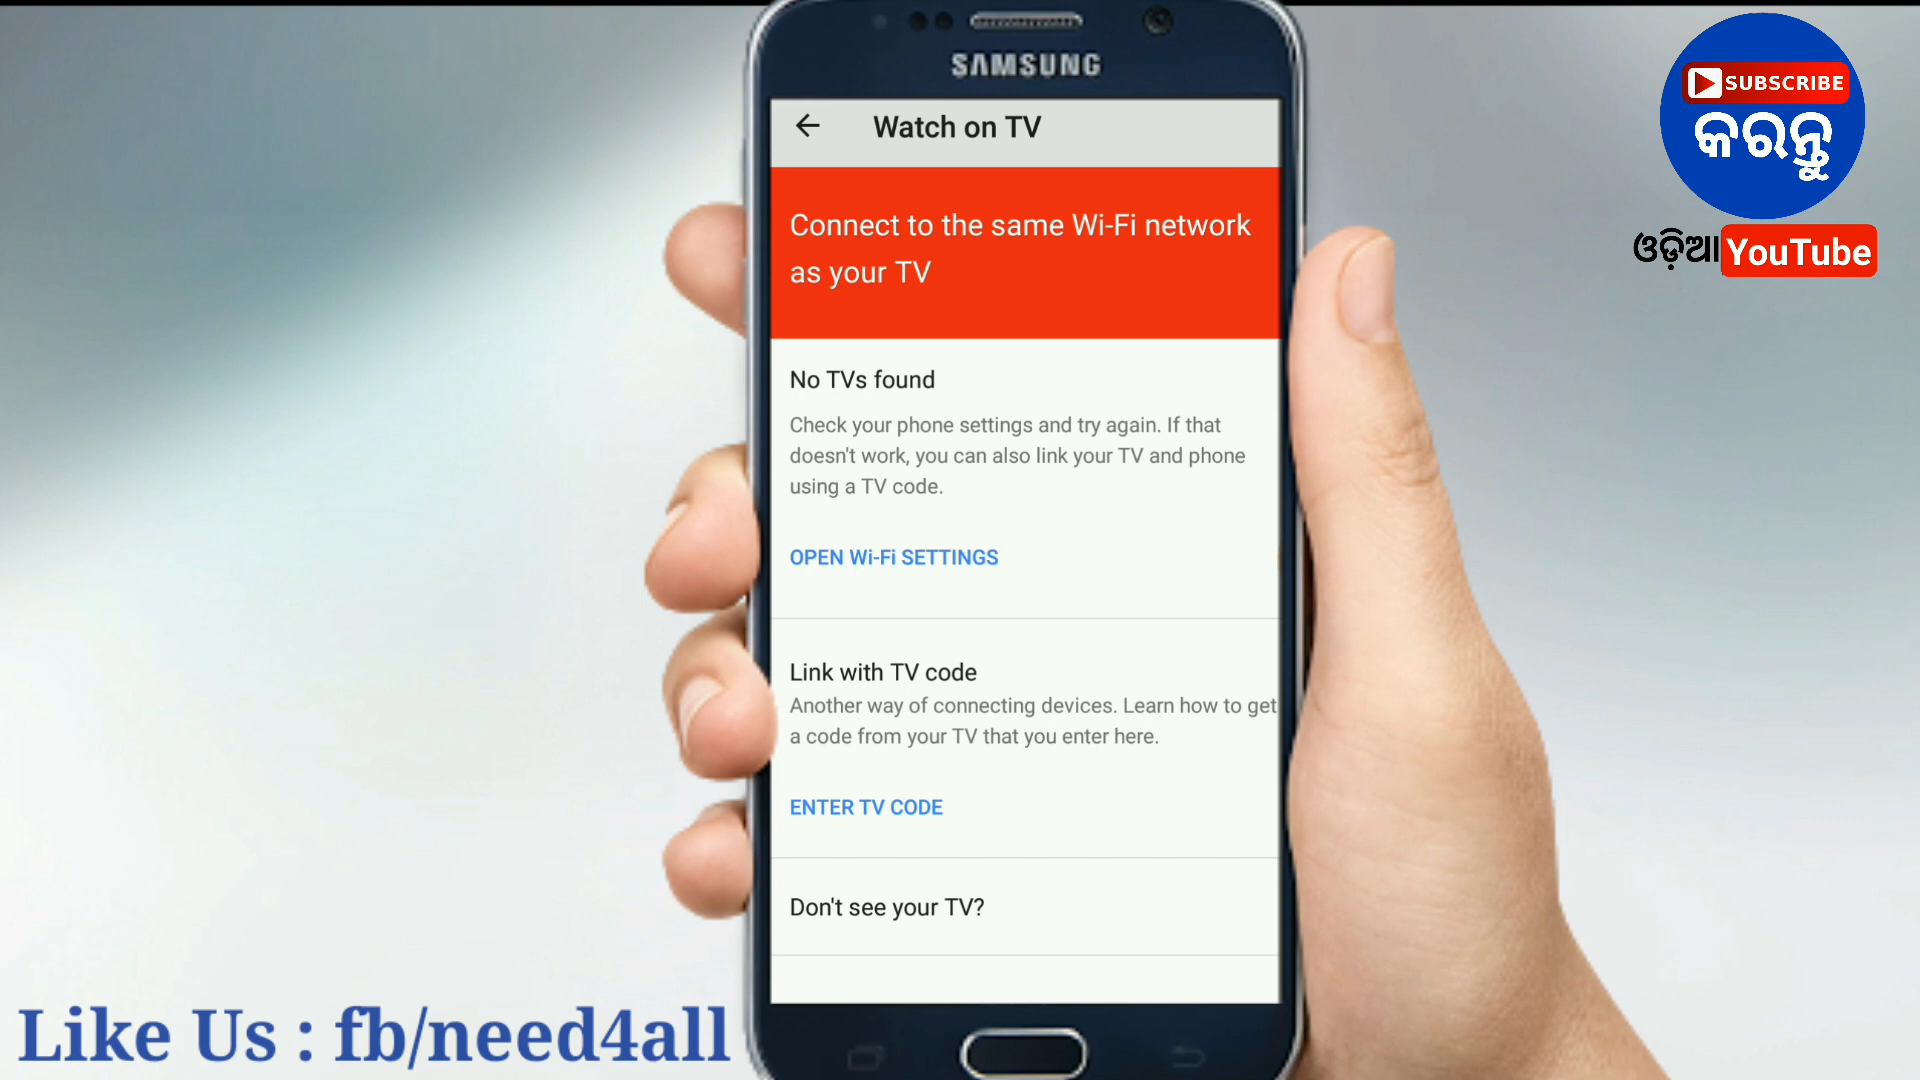 SAMSUNG
Watch on TV
Connect to the same Wi-Fi network
as your TV
No TVs found
Check your phone settings and try again. If that
doesn't work, you can also link your TV and phone
using a TV code.
OPEN Wi-Fi SETTINGS
Link with TV code
Another way of connecting devices. Learn how to get
a code from your TV that you enter here.
ENTER TV CODE
Don't see your TV?
SUBSCRIBE
କରନ୍ତୁ
ଓଡ଼ିଆ YouTube
Like Us : fb/need4all